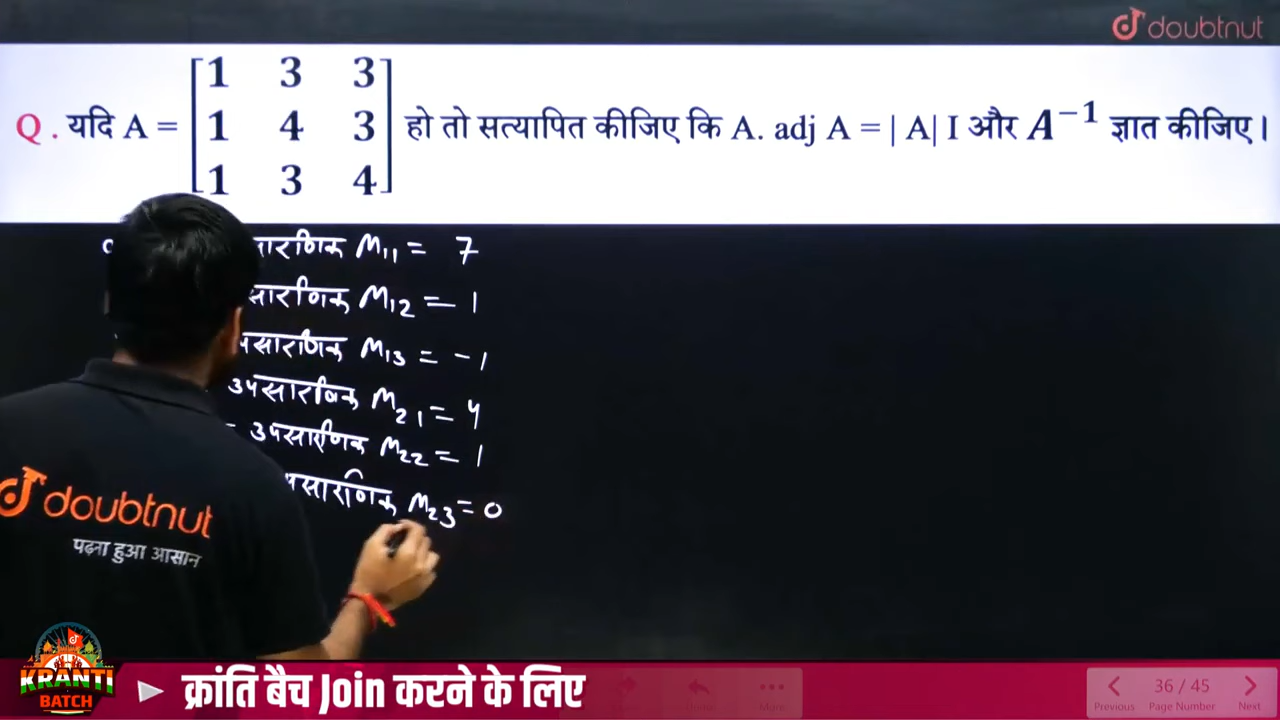 doubtnut
Q. यदि A = [1 3 3
1 4 3
1 3 4] हो तो सत्यापित कीजिए कि A. adj A = | A| I और A⁻¹ ज्ञात कीजिए।
M₁₁ = 7
M₁₂ = 1
M₁₃ = -1
उपसारणिक M₂₁ = 4
उपसारणिक M₂₂ = 1
M₂₃ = 0
doubtnut
पढ़ना हुआ आसान
KRANTI
BATCH
क्रांति बैच Join करने के लिए
36 / 45
Previous Page Number Next